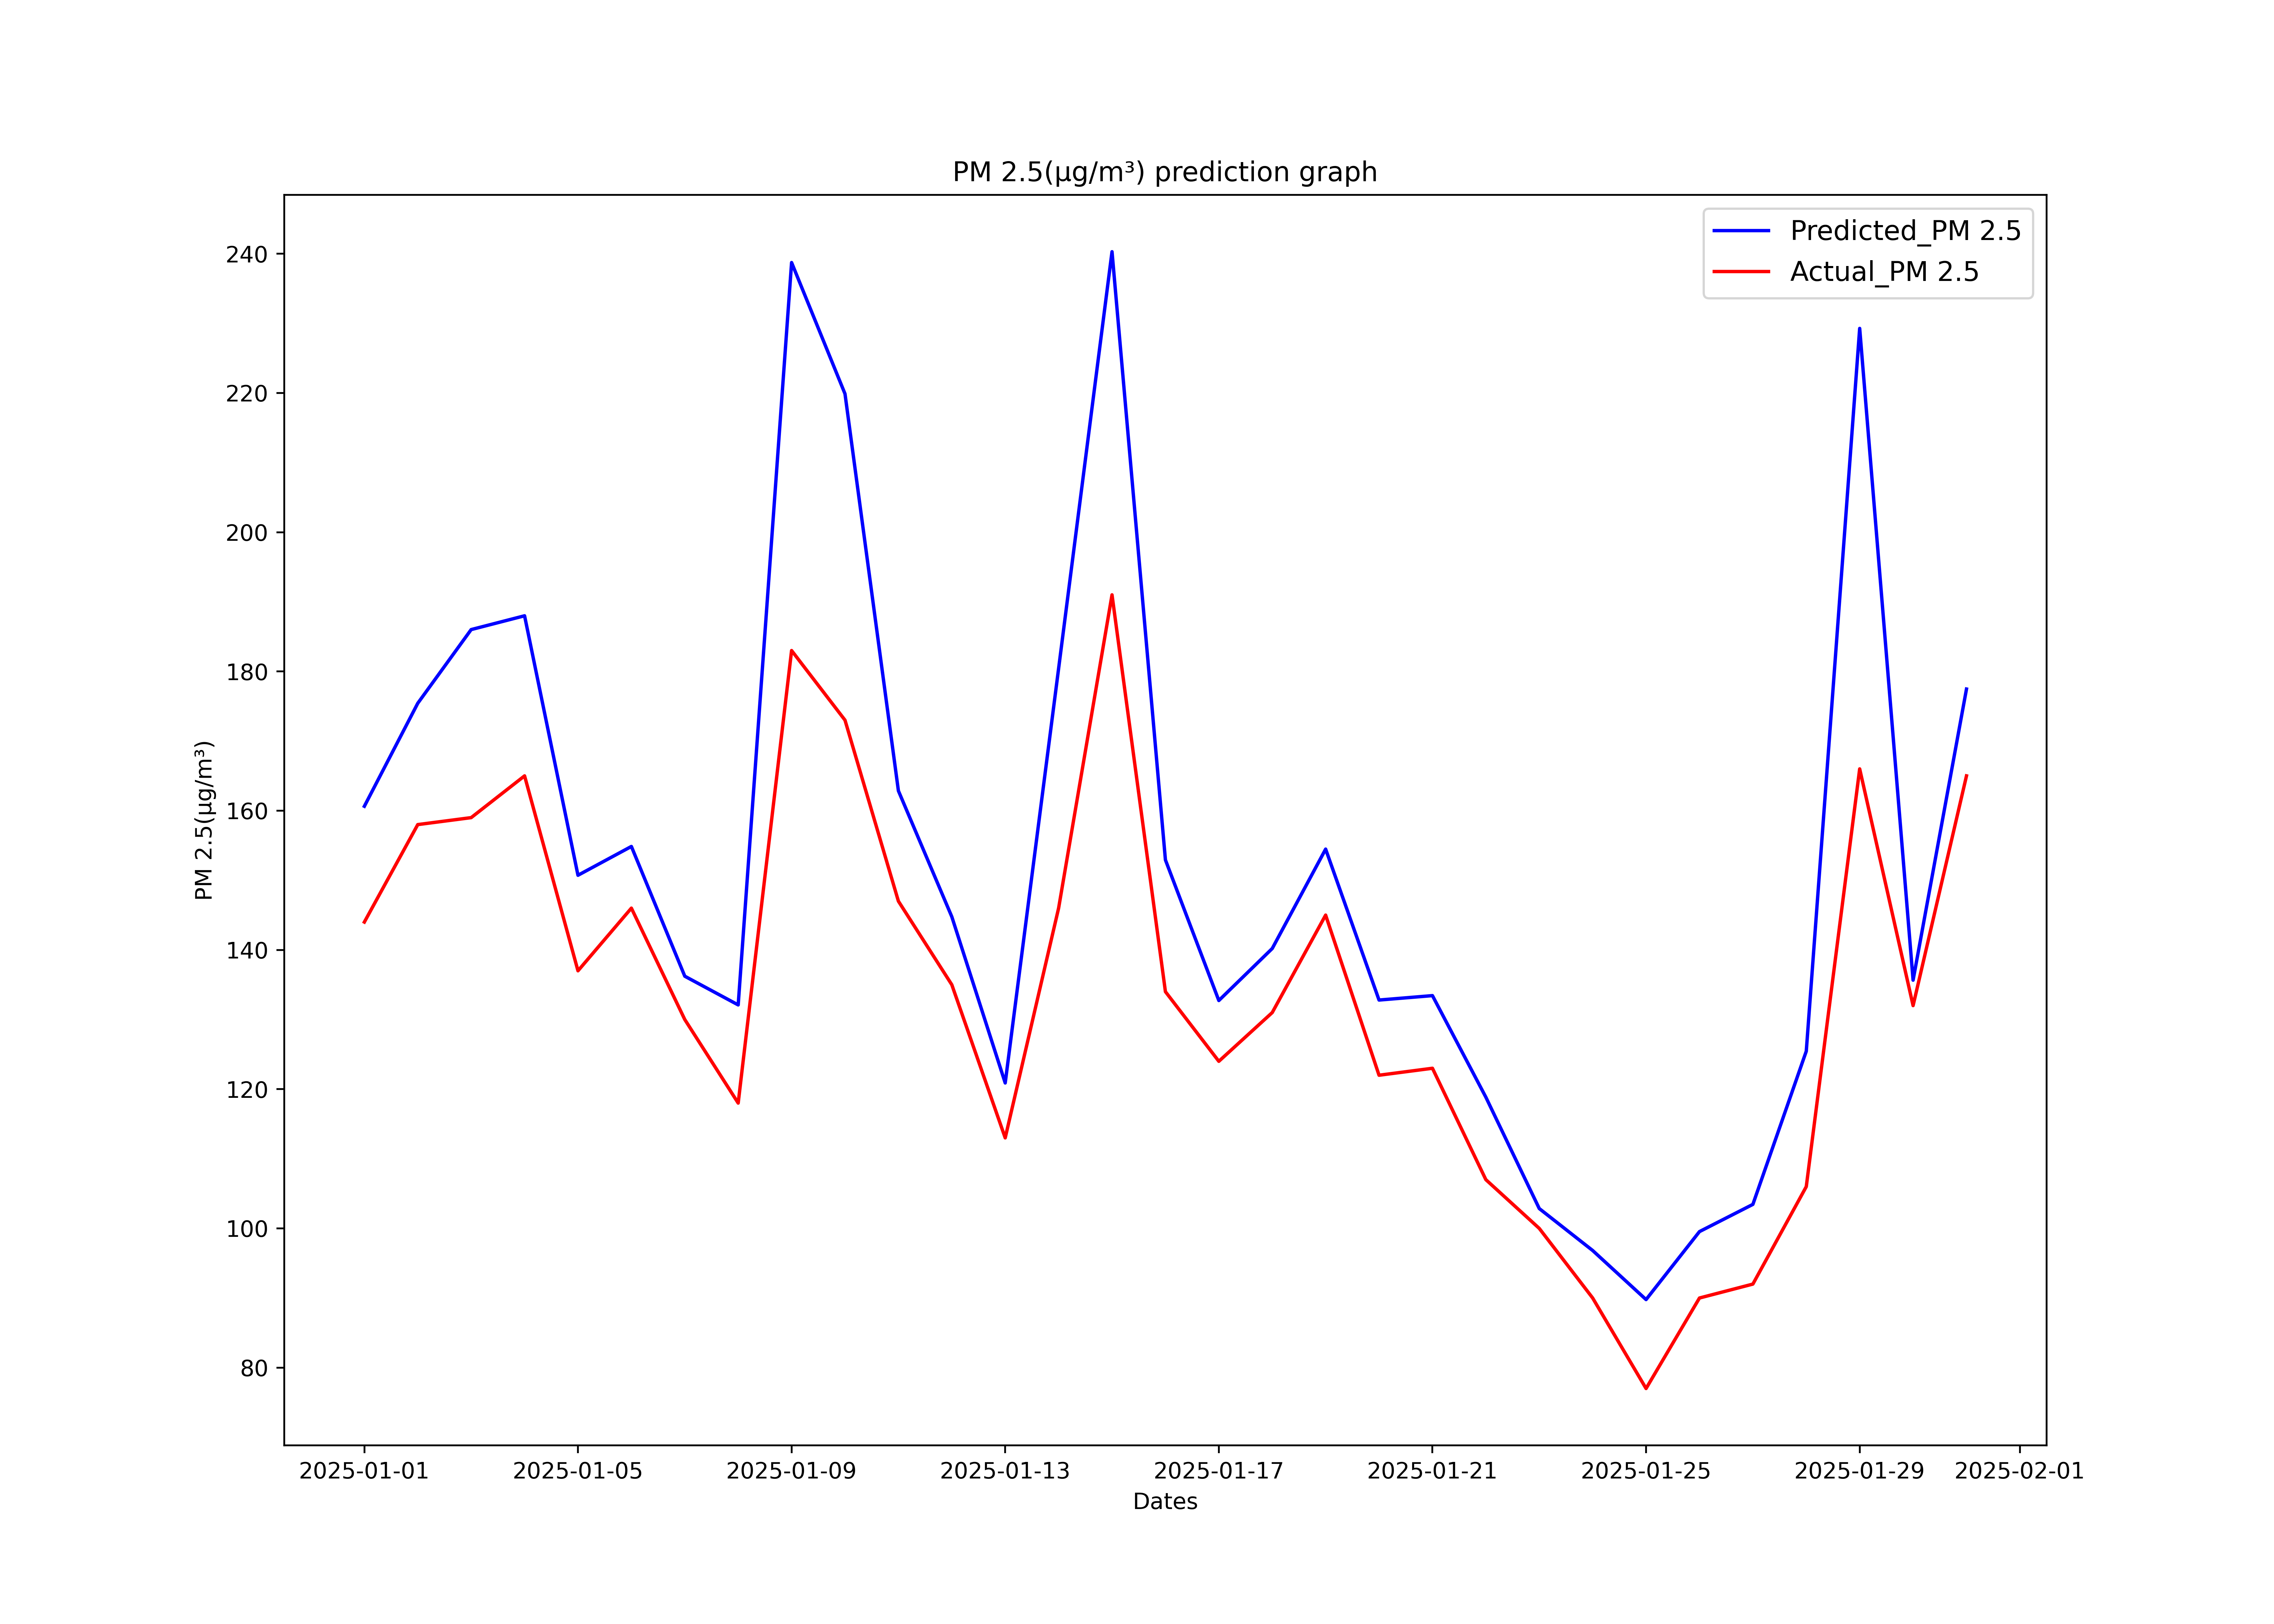 PM 2.5(µg/m³) prediction graph
Predicted_PM 2.5
Actual_PM 2.5
PM 2.5(µg/m³)
240
220
200
180
160
140
120
100
80
2025-01-01 2025-01-05 2025-01-09 2025-01-13 2025-01-17 2025-01-21 2025-01-25 2025-01-29 2025-02-01
Dates